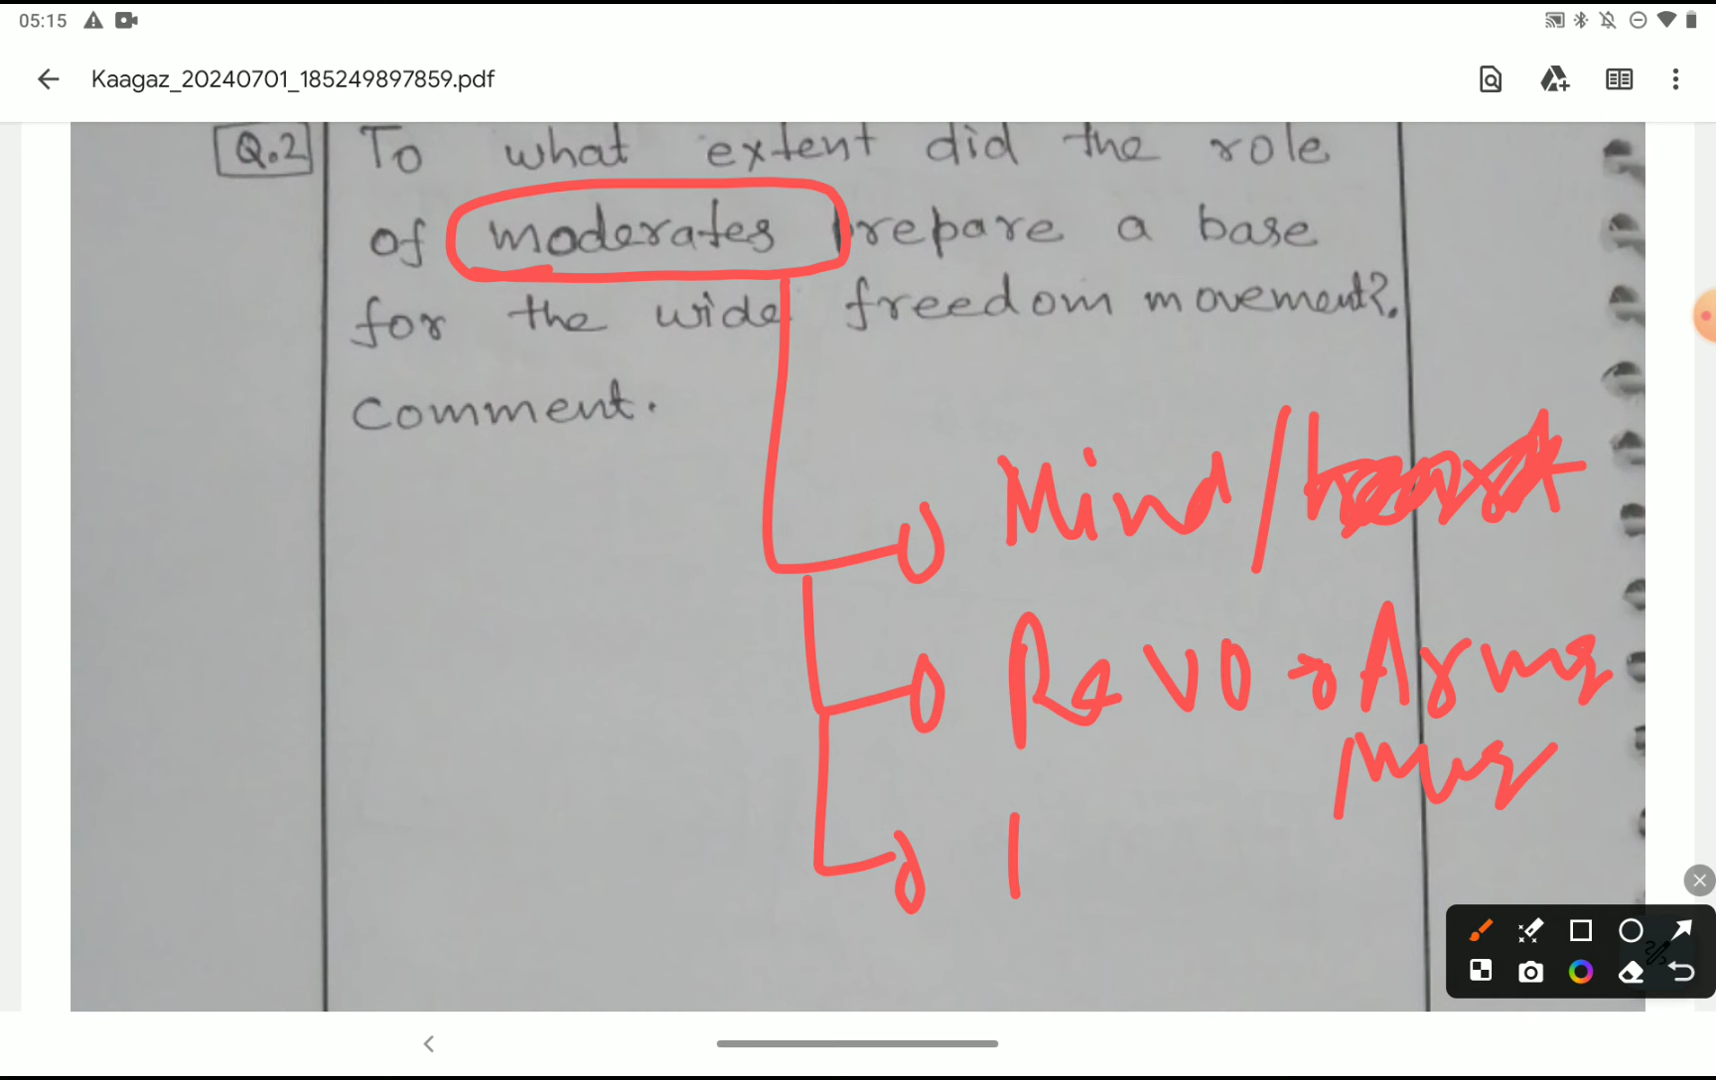 05:15
Kaagaz_20240701_185249897859.pdf
Q.2 To what extent did the role
of moderates prepare a base
for the wide freedom movement?.
Comment.
Mind /
Revo → Arms